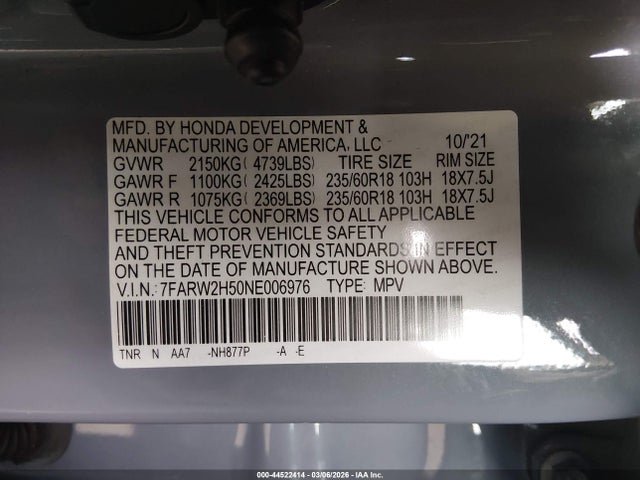 MFD. BY HONDA DEVELOPMENT &
MANUFACTURING OF AMERICA, LLC 10/'21
GVWR 2150KG( 4739LBS) TIRE SIZE RIM SIZE
GAWR F 1100KG( 2425LBS) 235/60R18 103H 18X7.5J
GAWR R 1075KG( 2369LBS) 235/60R18 103H 18X7.5J
THIS VEHICLE CONFORMS TO ALL APPLICABLE
FEDERAL MOTOR VEHICLE SAFETY
AND THEFT PREVENTION STANDARDS IN EFFECT
ON THE DATE OF MANUFACTURE SHOWN ABOVE.
V.I.N.: 7FARW2H50NE006976 TYPE: MPV
TNR N AA7 -NH877P -A -E
000-44522414 | 03/06/2026 | IAA Inc.